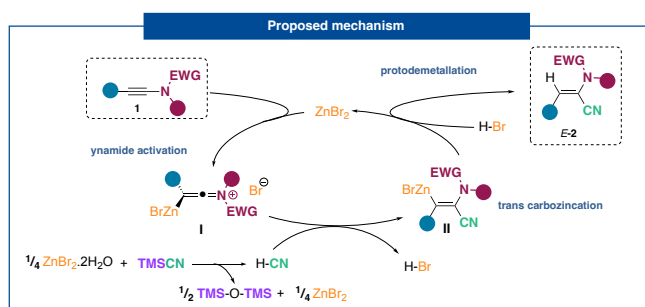 Proposed mechanism
EWG
N
1
ynamide activation
ZnBr2
protodemetallation
H-Br
EWG
H N
CN
E-2
N ⊕
EWG
Br ⊖
BrZn
I
EWG
BrZn N
CN
II
trans carbozincation
1/4 ZnBr2.2H2O + TMSCN
H-CN
H-Br
1/2 TMS-O-TMS + 1/4 ZnBr2